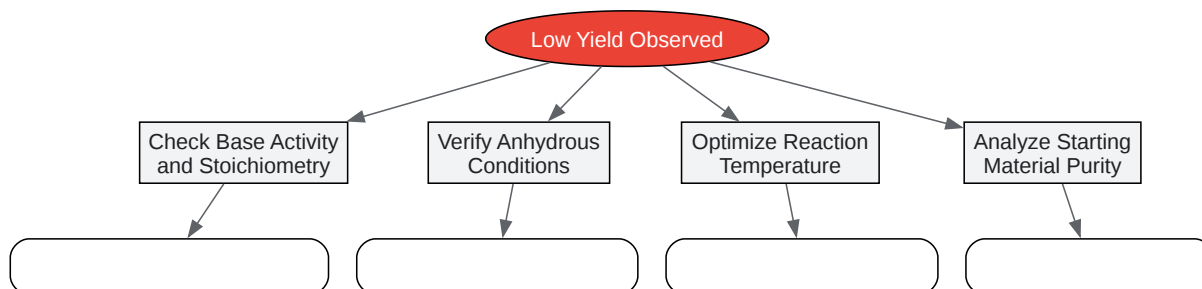 Low Yield Observed
Check Base Activity
and Stoichiometry
Verify Anhydrous
Conditions
Optimize Reaction
Temperature
Analyze Starting
Material Purity